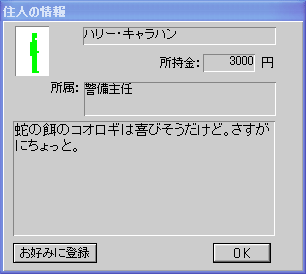 住人の情報
ハリー・キャラハン
所持金: 3000 円
所属: 警備主任
蛇の餌のコオロギは喜びそうだけど。さすが
にちょっと。
お好みに登録
OK